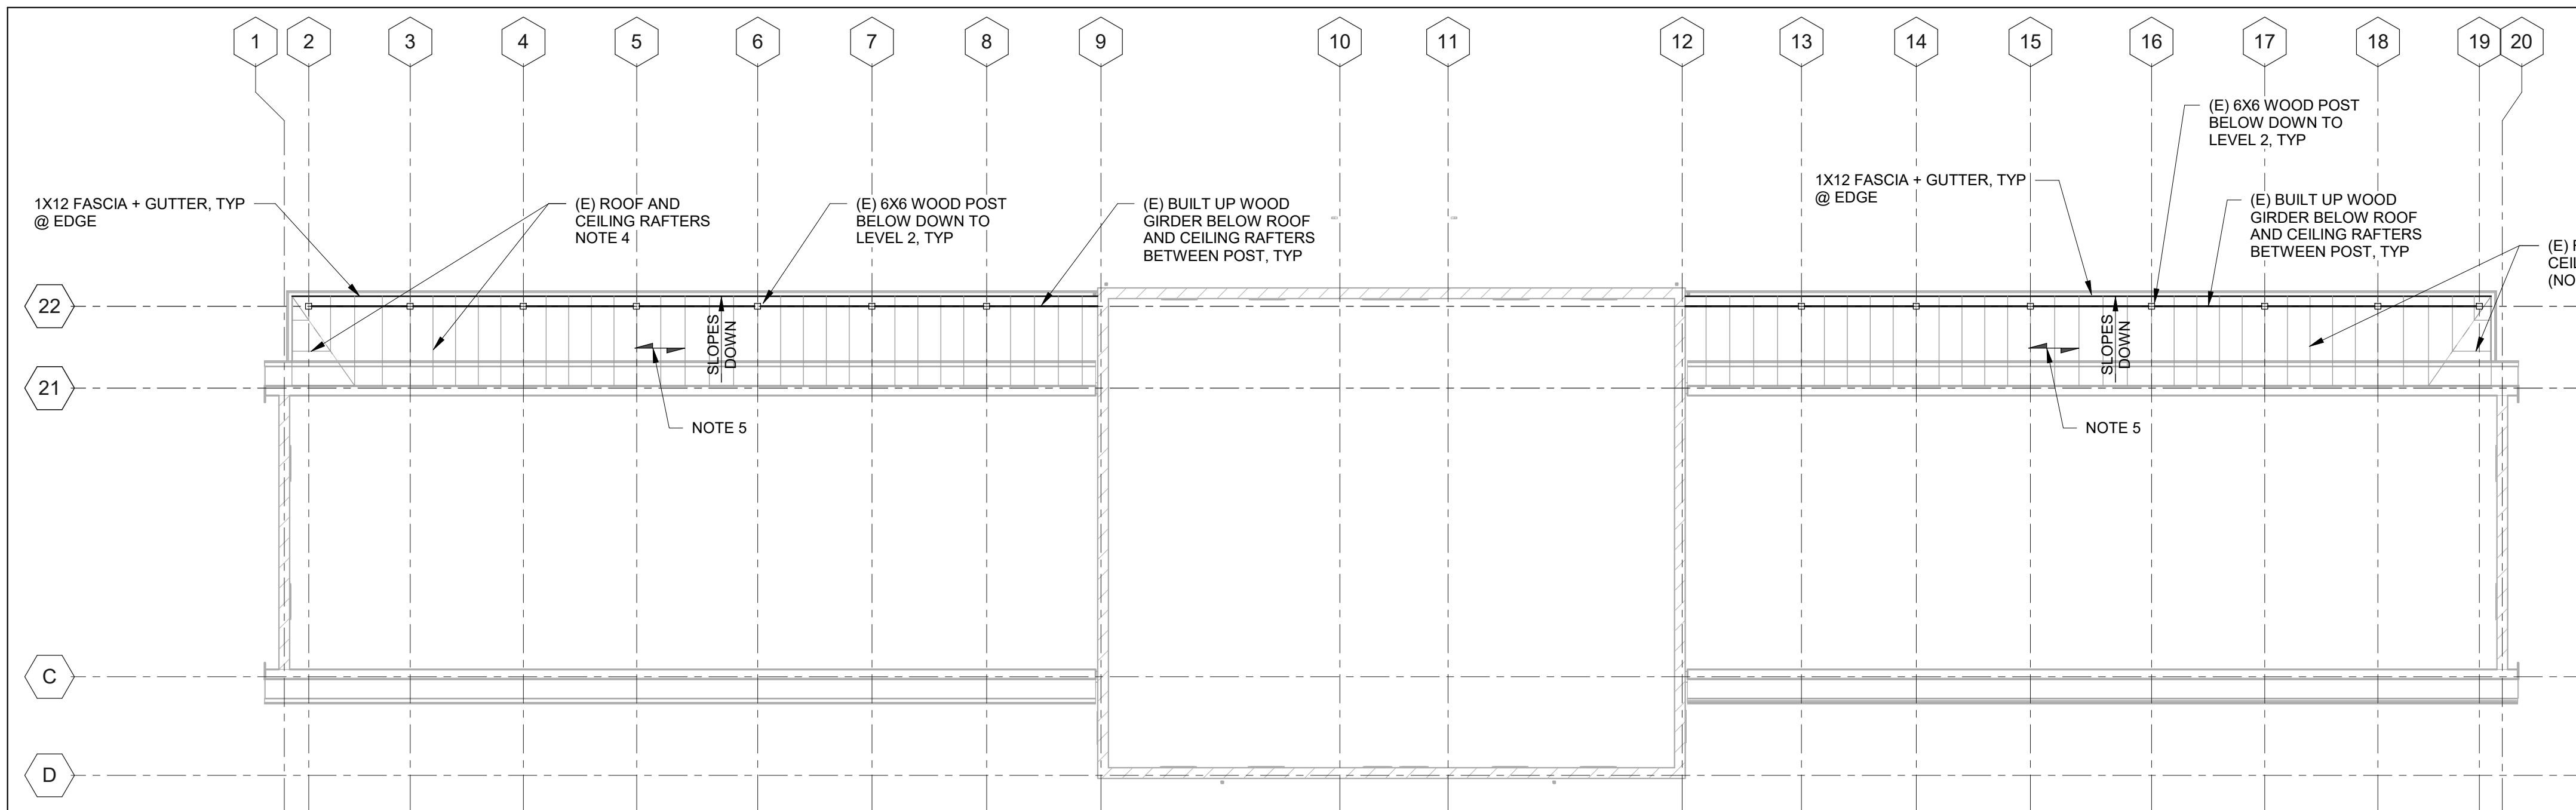 1 2 3 4 5 6 7 8 9 10 11 12 13 14 15 16 17 18 19 20
(E) 6X6 WOOD POST
BELOW DOWN TO
LEVEL 2, TYP
1X12 FASCIA + GUTTER, TYP
@ EDGE
(E) ROOF AND
CEILING RAFTERS
NOTE 4
(E) 6X6 WOOD POST
BELOW DOWN TO
LEVEL 2, TYP
(E) BUILT UP WOOD
GIRDER BELOW ROOF
AND CEILING RAFTERS
BETWEEN POST, TYP
1X12 FASCIA + GUTTER, TYP
@ EDGE
(E) BUILT UP WOOD
GIRDER BELOW ROOF
AND CEILING RAFTERS
BETWEEN POST, TYP
(E)
22
SLOPES
DOWN
SLOPES
DOWN
21
NOTE 5
NOTE 5
C
D